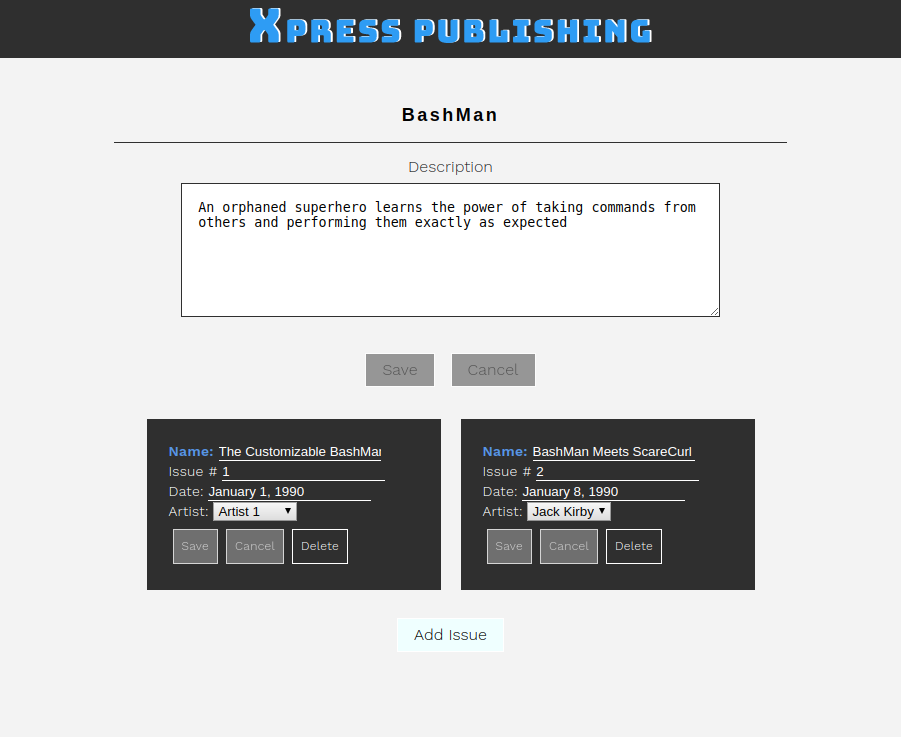 Xpress publishing
BashMan
Description
An orphaned superhero learns the power of taking commands from
others and performing them exactly as expected
Save Cancel
Name: The Customizable BashMan
Issue # 1
Date: January 1, 1990
Artist: Artist 1
Save Cancel Delete
Name: BashMan Meets ScareCurl
Issue # 2
Date: January 8, 1990
Artist: Jack Kirby
Save Cancel Delete
Add Issue